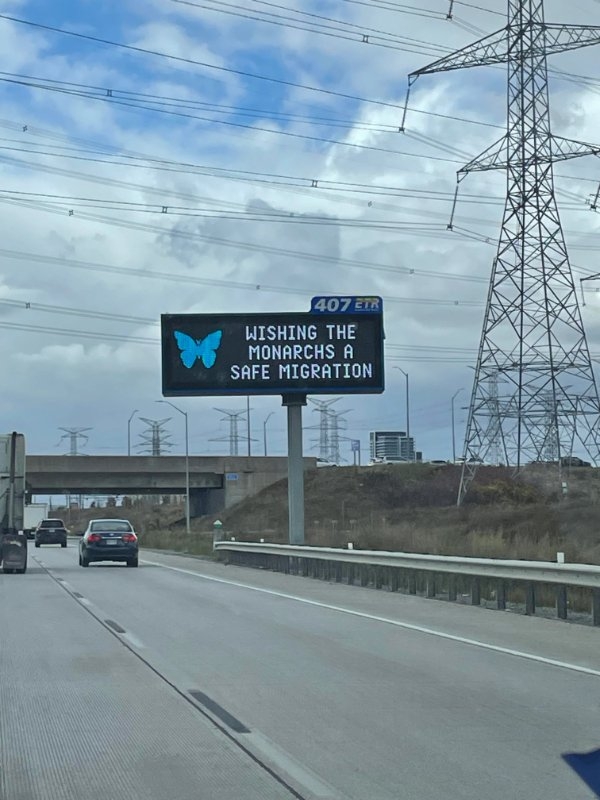 407 ETR
WISHING THE
MONARCHS A
SAFE MIGRATION